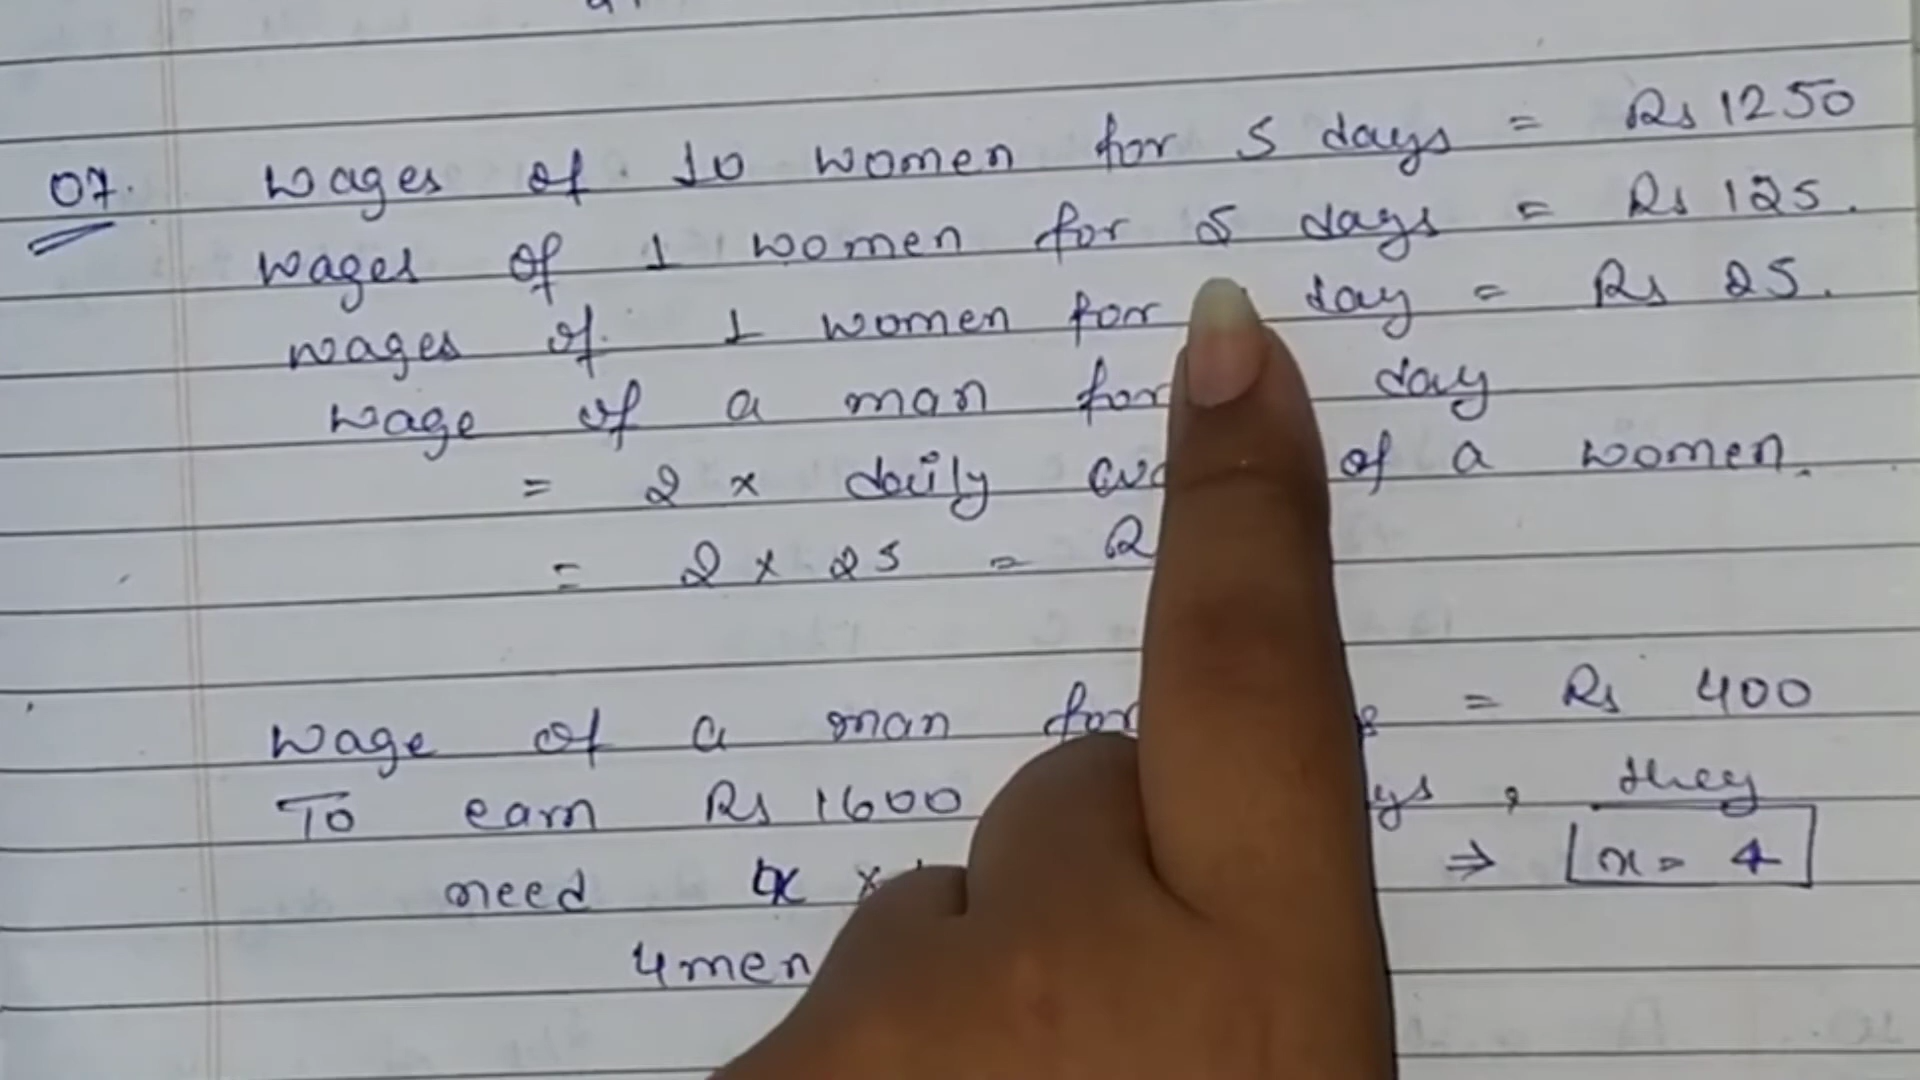 07. Wages of 10 women for 5 days = Rs 1250
wages of 1 women for 5 days = Rs 125.
wages of 1 women for day = Rs 25.
wage of a man for day
= 2 × daily of a women.
= 2 × 25 =
Wage of a man for = Rs 400
To earn Rs 1600 , they
need x × ⇒ x = 4
4 men